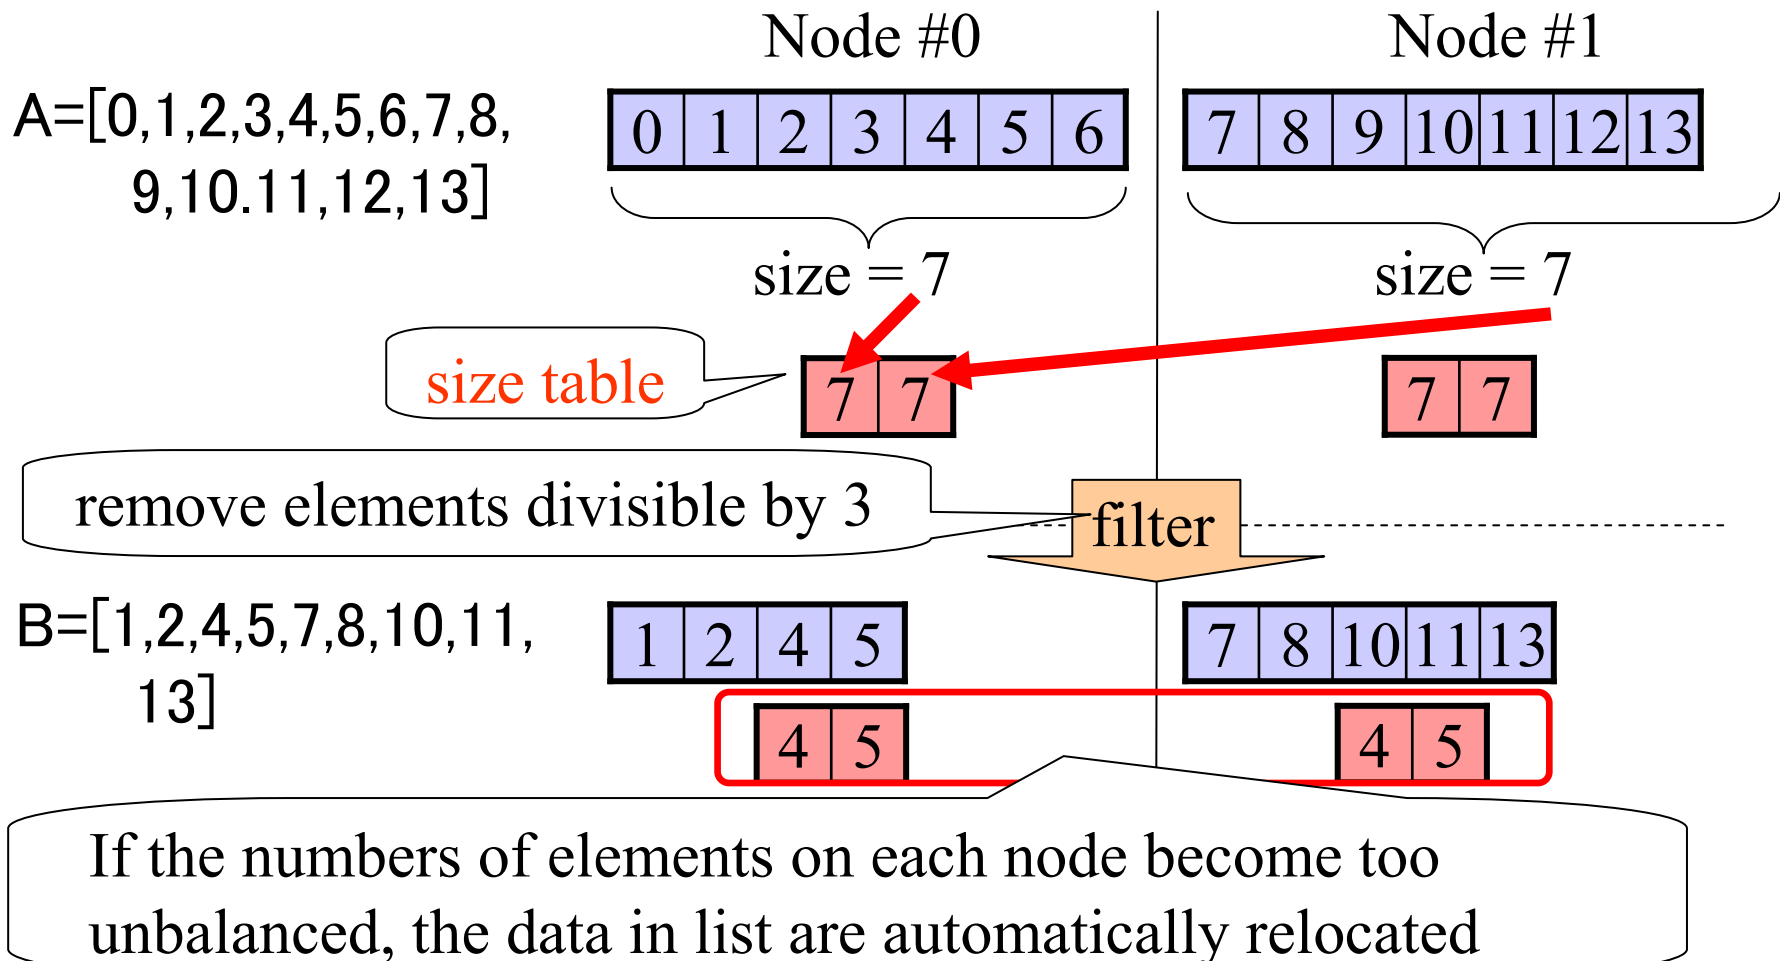 Node #0
Node #1
A=[0,1,2,3,4,5,6,7,8,
9,10.11,12,13]
0 1 2 3 4 5 6
7 8 9 10 11 12 13
size = 7
size = 7
size table
7 7
7 7
remove elements divisible by 3
filter
B=[1,2,4,5,7,8,10,11,
13]
1 2 4 5
7 8 10 11 13
4 5
4 5
If the numbers of elements on each node become too
unbalanced, the data in list are automatically relocated